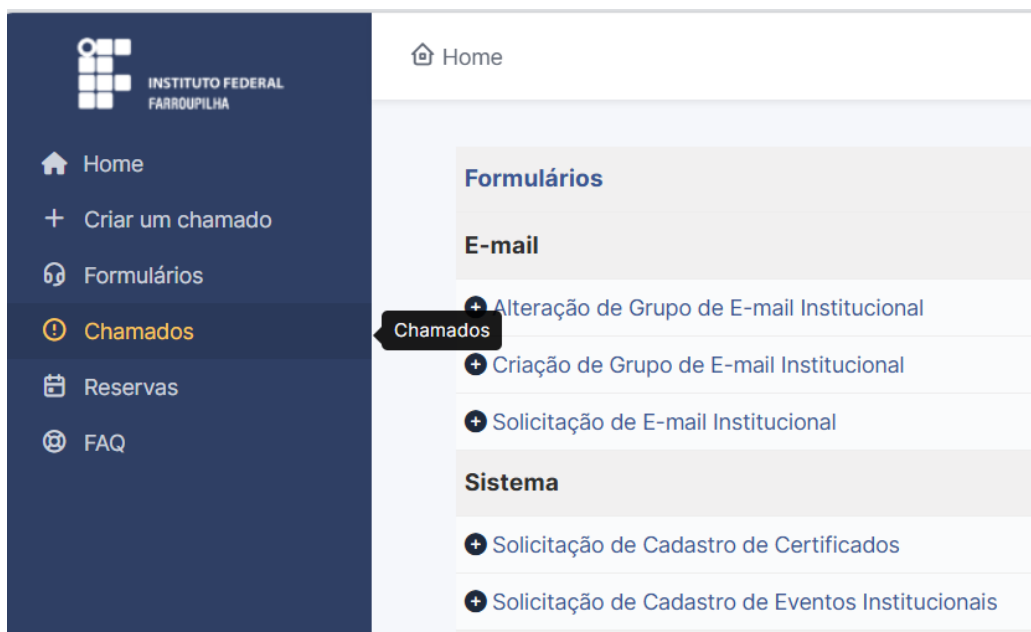 INSTITUTO FEDERAL
FARROUPILHA
Home
Criar um chamado
Formulários
Chamados
Reservas
FAQ
Home
Formulários
E-mail
Alteração de Grupo de E-mail Institucional
Chamados
Criação de Grupo de E-mail Institucional
Solicitação de E-mail Institucional
Sistema
Solicitação de Cadastro de Certificados
Solicitação de Cadastro de Eventos Institucionais